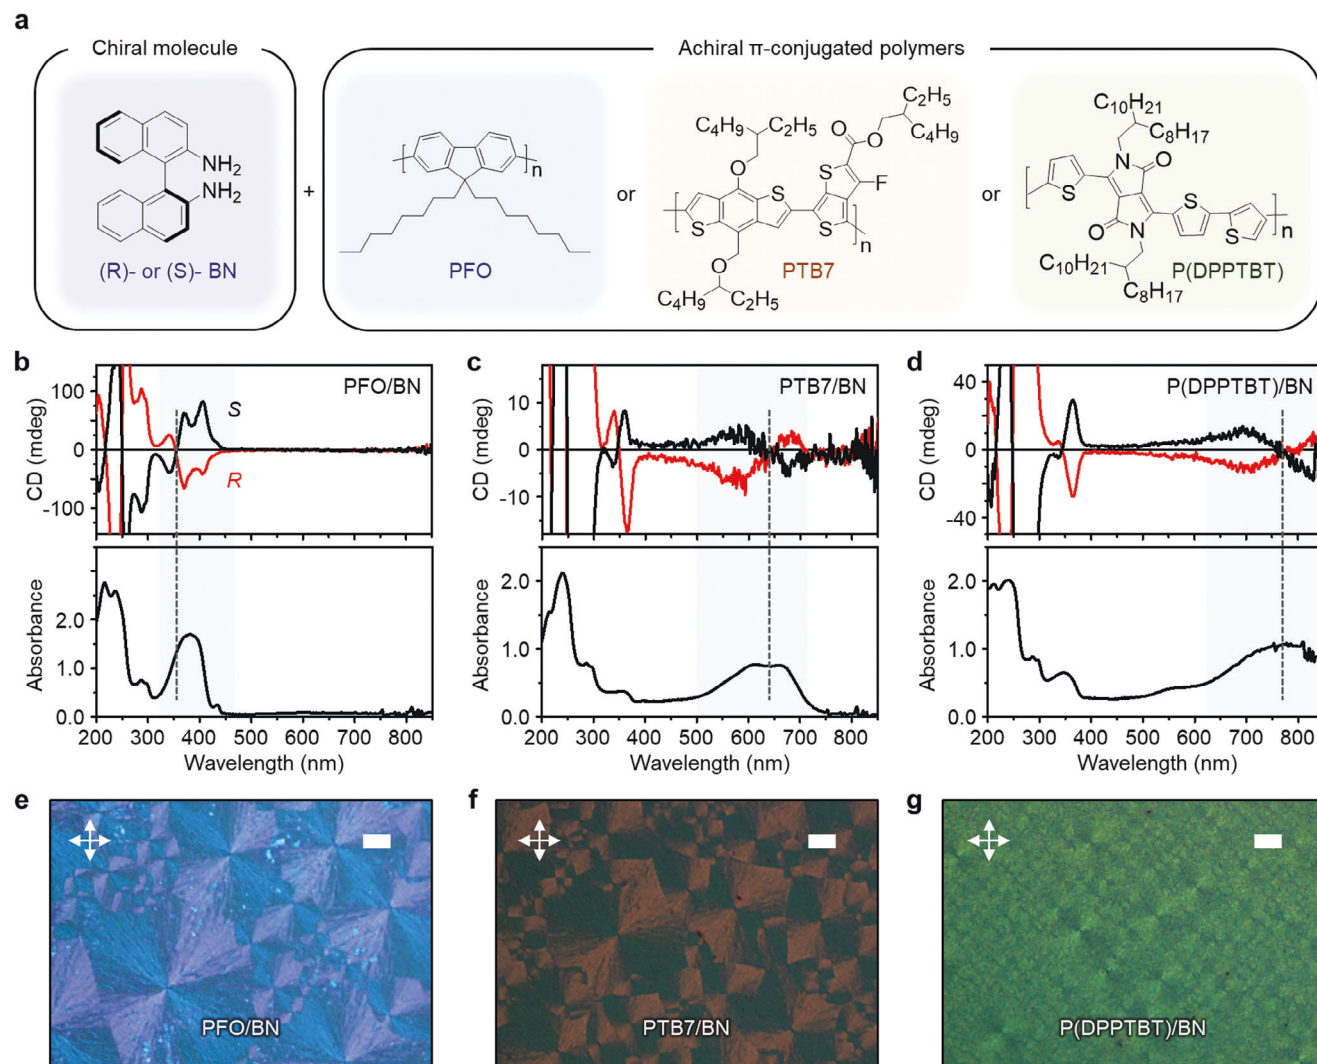 a
Chiral molecule
Achiral π-conjugated polymers
NH2
NH2
(R)- or (S)- BN
+
n
PFO
or
C4H9
C2H5
O
O
O
C2H5
C4H9
S
F
S
S
S
n
O
C4H9
C2H5
PTB7
or
C10H21
C8H17
N
O
S
S
S
O
N
n
C10H21
C8H17
P(DPPTBT)
b
PFO/BN
S
R
CD (mdeg)
100
0
-100
Absorbance
2.0
1.0
0.0
200 300 400 500 600 700 800
Wavelength (nm)
c
PTB7/BN
CD (mdeg)
10
0
-10
Absorbance
2.0
1.0
0.0
200 300 400 500 600 700 800
Wavelength (nm)
d
P(DPPTBT)/BN
CD (mdeg)
40
0
-40
Absorbance
2.0
1.0
0.0
200 300 400 500 600 700 800
Wavelength (nm)
e
PFO/BN
f
PTB7/BN
g
P(DPPTBT)/BN